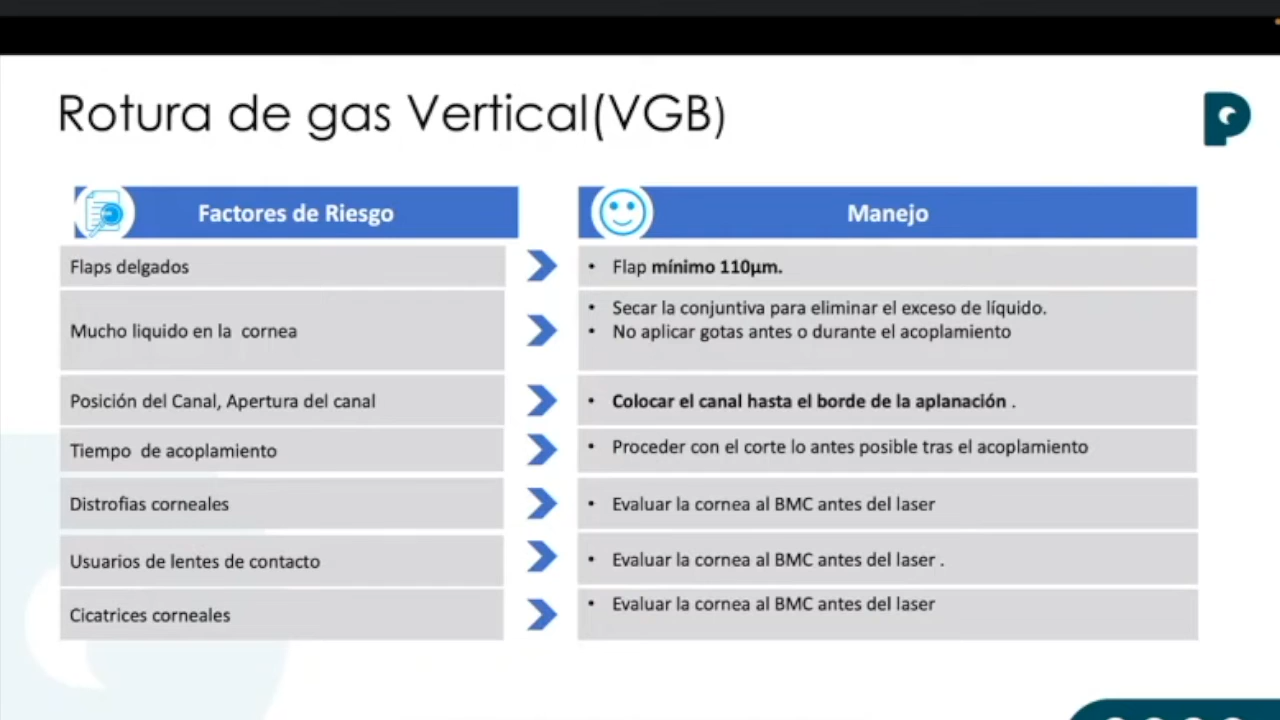 Rotura de gas Vertical(VGB)
Factores de Riesgo
Manejo
Flaps delgados
• Flap mínimo 110µm.
Mucho liquido en la cornea
• Secar la conjuntiva para eliminar el exceso de líquido.
• No aplicar gotas antes o durante el acoplamiento
Posición del Canal, Apertura del canal
• Colocar el canal hasta el borde de la aplanación .
Tiempo de acoplamiento
• Proceder con el corte lo antes posible tras el acoplamiento
Distrofias corneales
• Evaluar la cornea al BMC antes del laser
Usuarios de lentes de contacto
• Evaluar la cornea al BMC antes del laser .
Cicatrices corneales
• Evaluar la cornea al BMC antes del laser